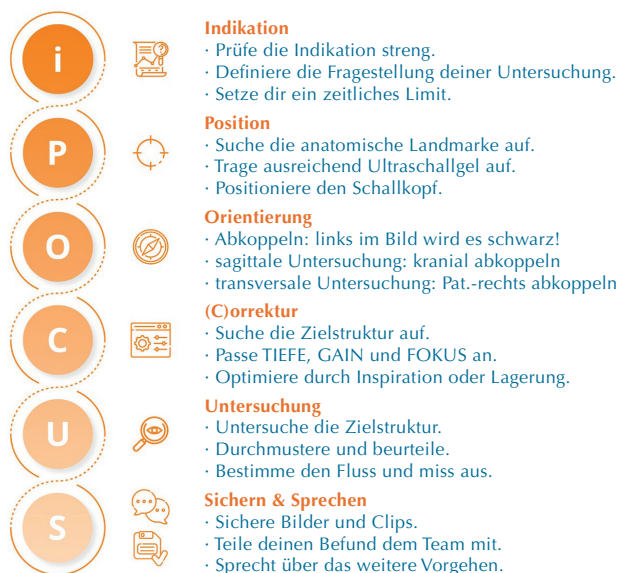 i
Indikation
· Prüfe die Indikation streng.
· Definiere die Fragestellung deiner Untersuchung.
· Setze dir ein zeitliches Limit.
P
Position
· Suche die anatomische Landmarke auf.
· Trage ausreichend Ultraschallgel auf.
· Positioniere den Schallkopf.
O
Orientierung
· Abkoppeln: links im Bild wird es schwarz!
· sagittale Untersuchung: kranial abkoppeln
· transversale Untersuchung: Pat.-rechts abkoppeln
C
(C)orrektur
· Suche die Zielstruktur auf.
· Passe TIEFE, GAIN und FOKUS an.
· Optimiere durch Inspiration oder Lagerung.
U
Untersuchung
· Untersuche die Zielstruktur.
· Durchmustere und beurteile.
· Bestimme den Fluss und miss aus.
S
Sichern & Sprechen
· Sichere Bilder und Clips.
· Teile deinen Befund dem Team mit.
· Sprecht über das weitere Vorgehen.